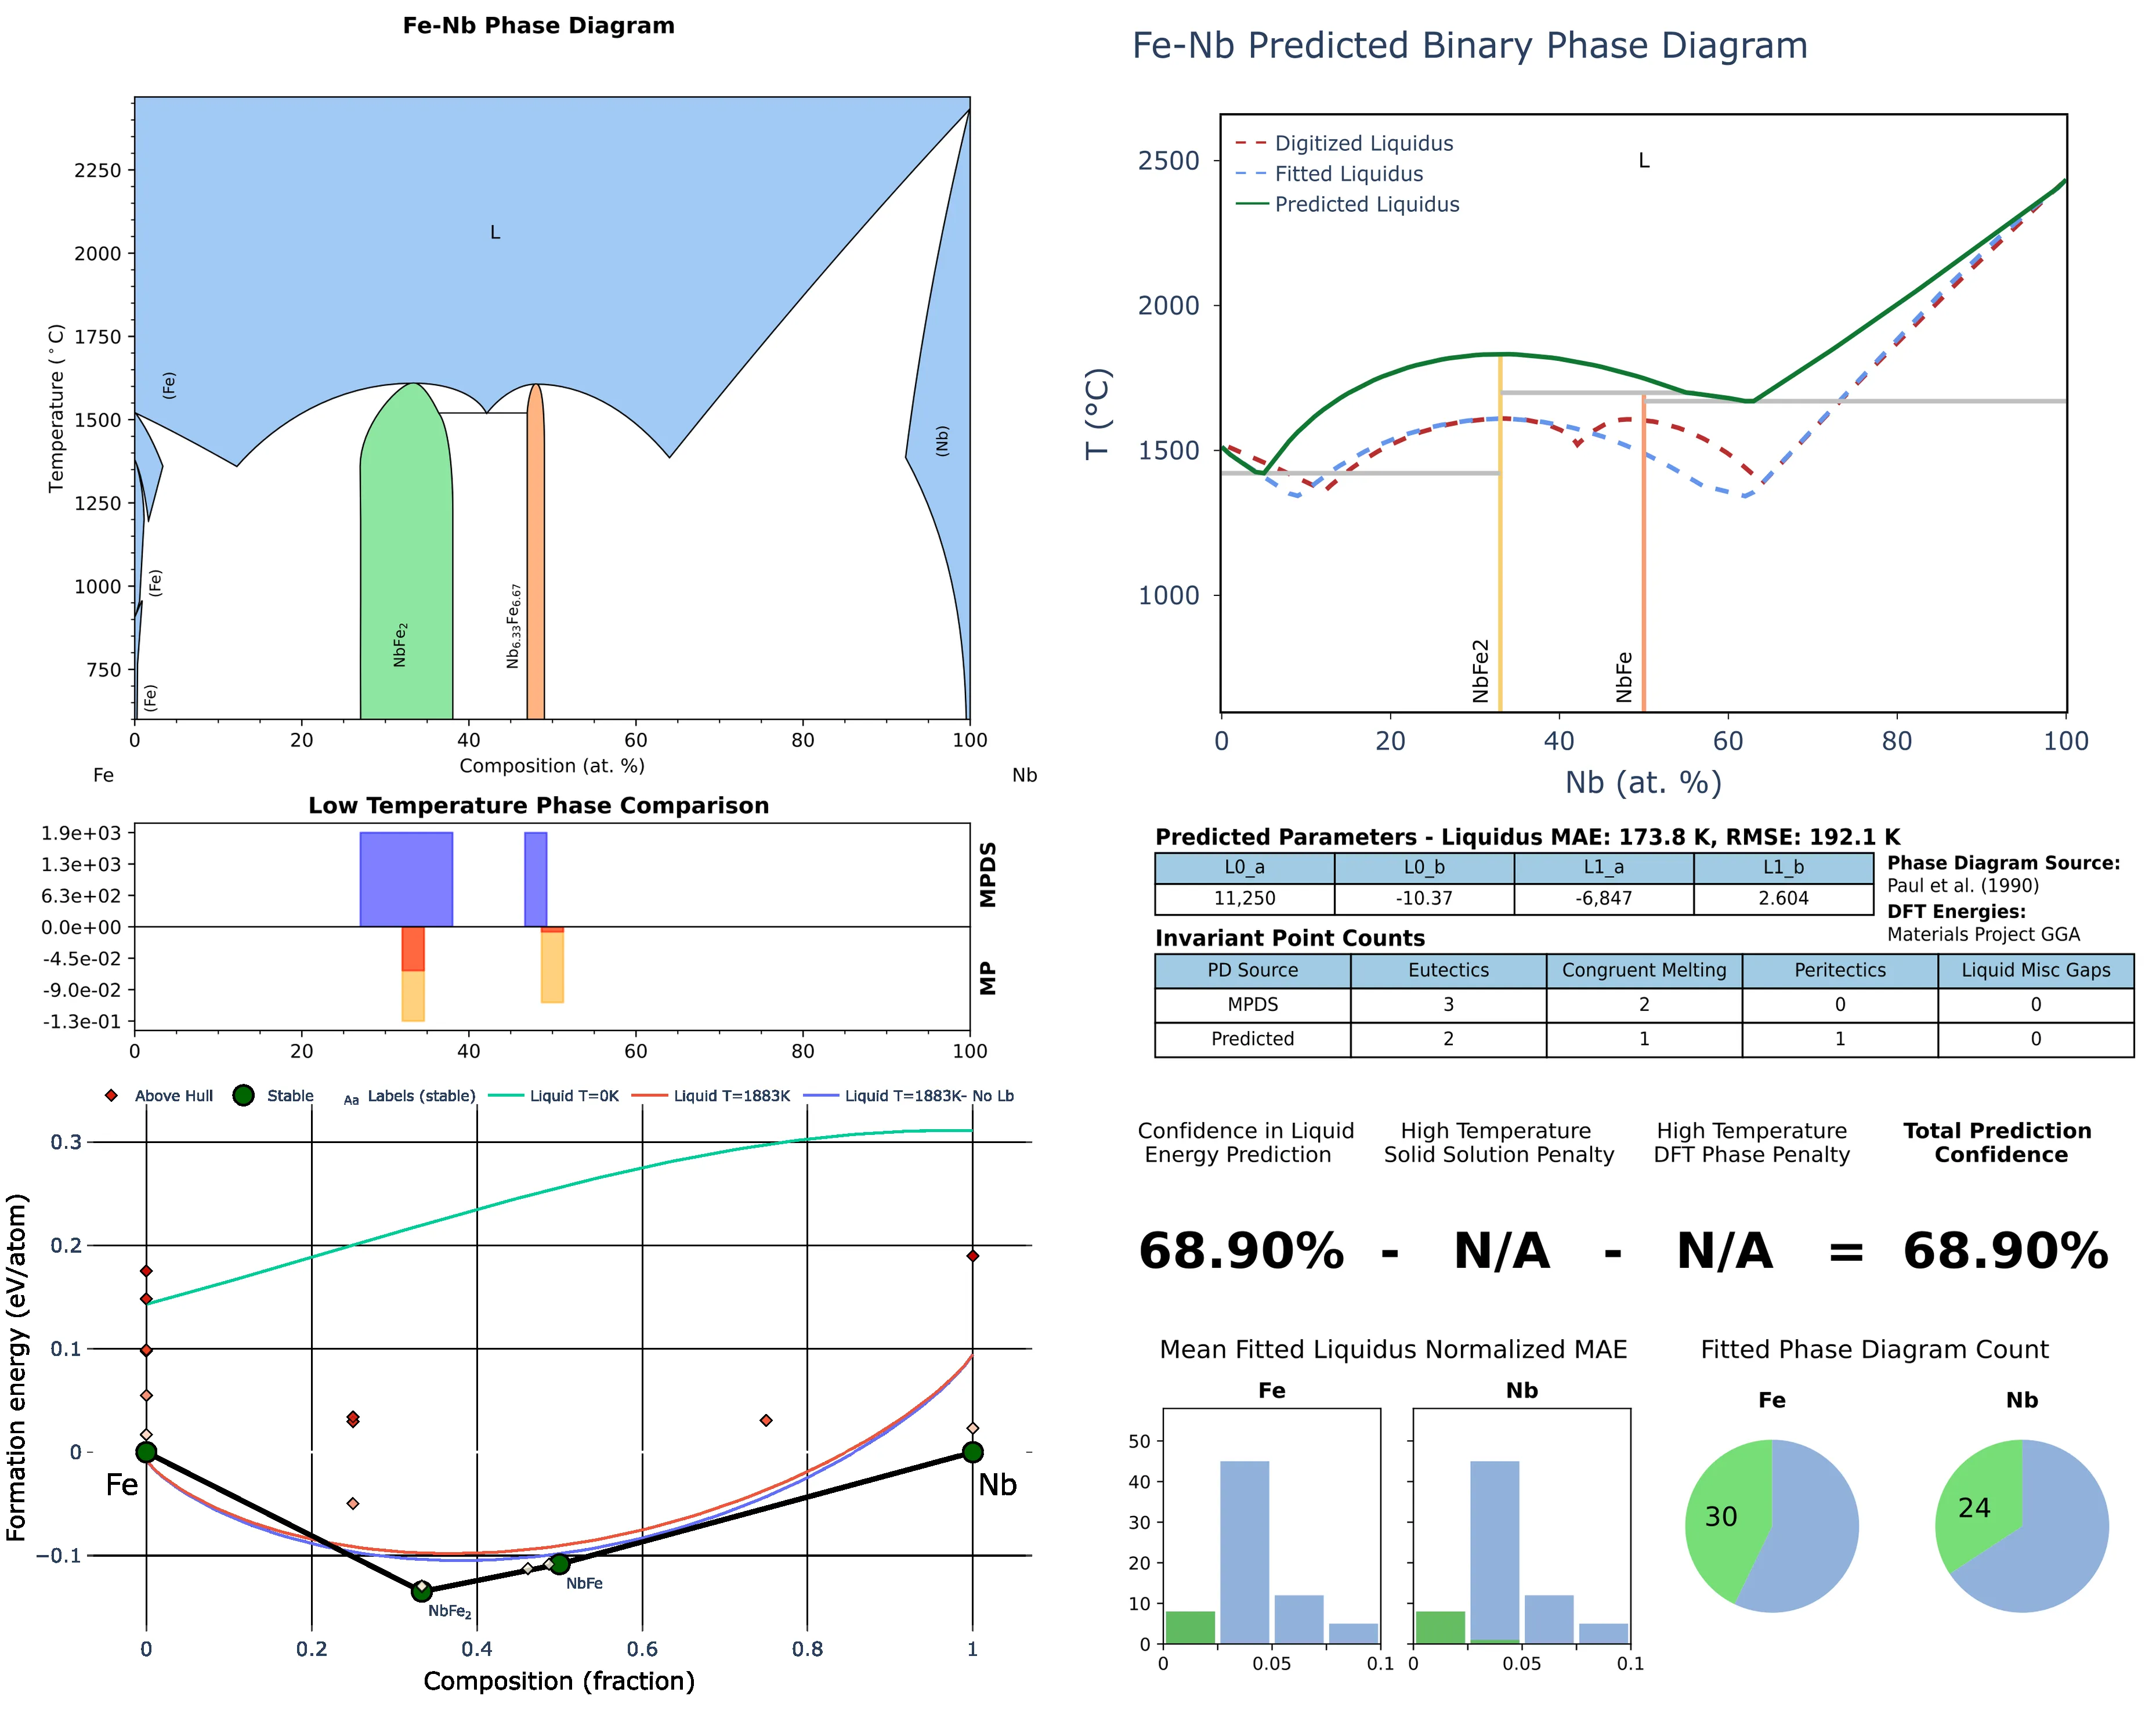 Fe-Nb Phase Diagram
Temperature (°C)
2250
2000
1750
1500
1250
1000
750
L
(Fe)
(Fe)
(Fe)
NbFe2
Nb6.33Fe6.67
(Nb)
0 20 40 60 80 100
Composition (at. %)
Fe Nb
Low Temperature Phase Comparison
1.9e+03
1.3e+03
6.3e+02
0.0e+00
-4.5e-02
-9.0e-02
-1.3e-01
MPDS
MP
0 20 40 60 80 100
Above Hull Stable Aa Labels (stable) Liquid T=0K Liquid T=1883K Liquid T=1883K- No Lb
Formation energy (eV/atom)
0.3
0.2
0.1
0
−0.1
Fe
Nb
NbFe
NbFe2
0 0.2 0.4 0.6 0.8 1
Composition (fraction)
Fe-Nb Predicted Binary Phase Diagram
Digitized Liquidus
Fitted Liquidus
Predicted Liquidus
L
T (°C)
2500
2000
1500
1000
NbFe2
NbFe
0 20 40 60 80 100
Nb (at. %)
Predicted Parameters - Liquidus MAE: 173.8 K, RMSE: 192.1 K
L0_a L0_b L1_a L1_b
11,250 -10.37 -6,847 2.604
Phase Diagram Source:
Paul et al. (1990)
DFT Energies:
Materials Project GGA
Invariant Point Counts
PD Source Eutectics Congruent Melting Peritectics Liquid Misc Gaps
MPDS 3 2 0 0
Predicted 2 1 1 0
Confidence in Liquid
Energy Prediction
High Temperature
Solid Solution Penalty
High Temperature
DFT Phase Penalty
Total Prediction
Confidence
68.90% - N/A - N/A = 68.90%
Mean Fitted Liquidus Normalized MAE
Fe Nb
50
40
30
20
10
0
0 0.05 0.1 0 0.05 0.1
Fitted Phase Diagram Count
Fe Nb
30 24